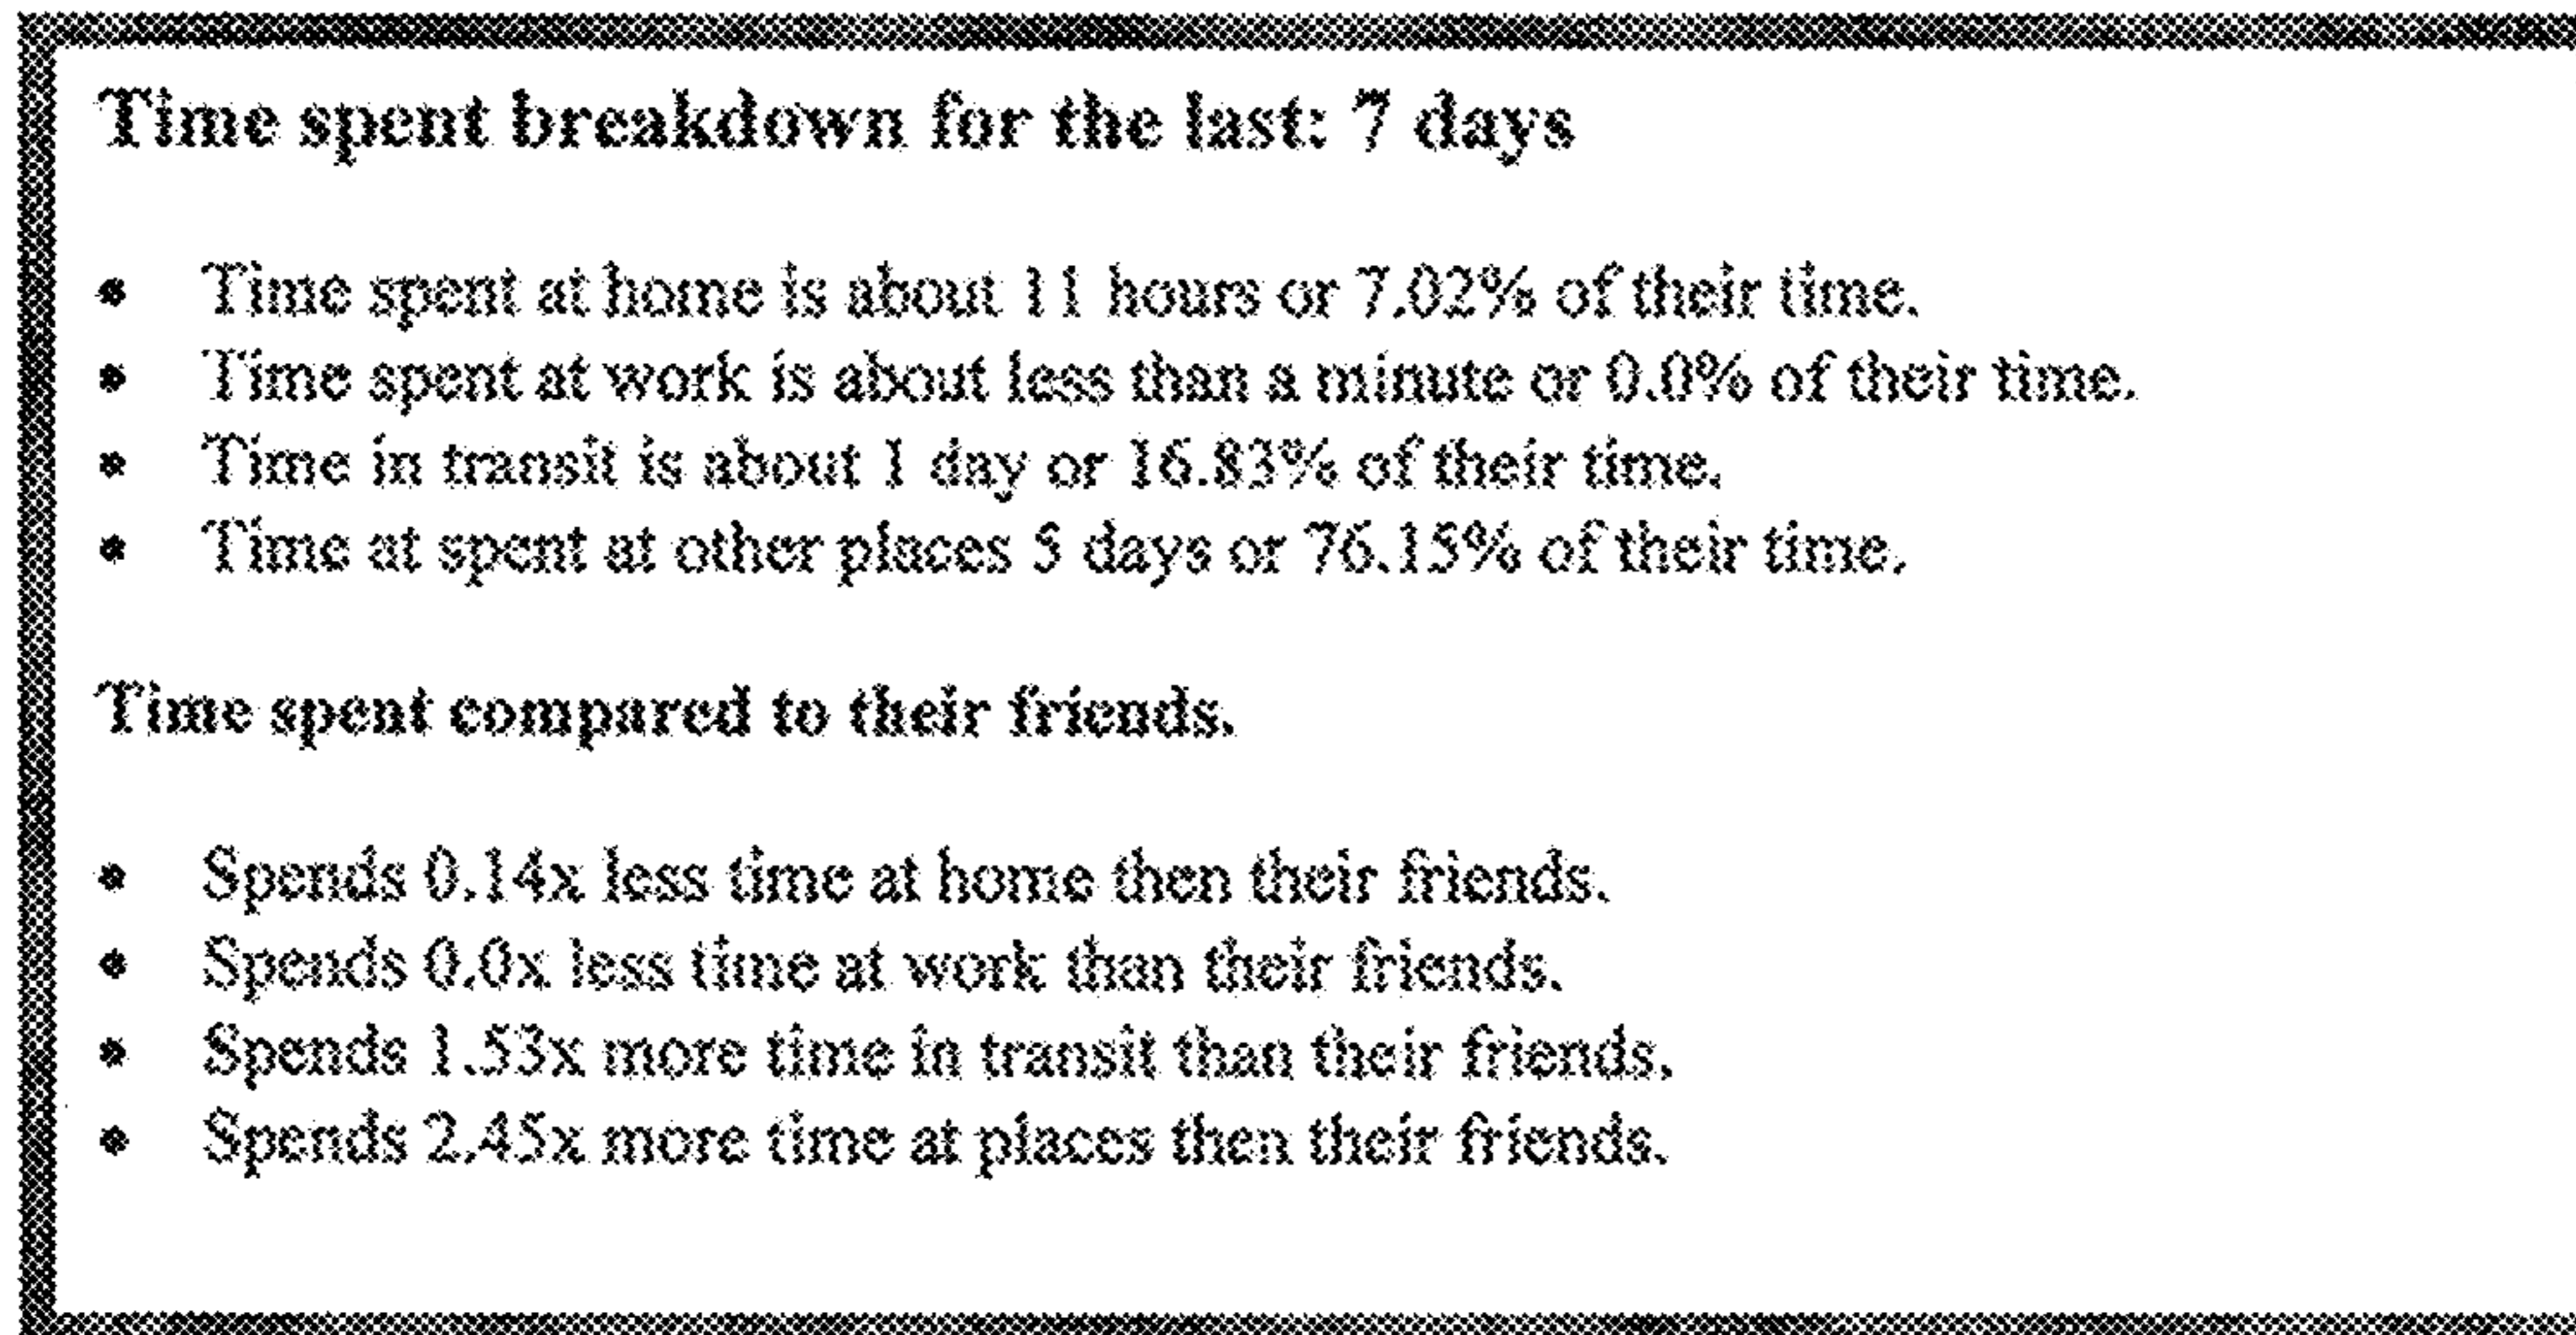 Time spent breakdown for the last: 7 days
• Time spent at home is about 11 hours or 7.02% of their time.
• Time spent at work is about less than a minute or 0.0% of their time.
• Time in transit is about 1 day or 16.83% of their time.
• Time at spent at other places 5 days or 76.15% of their time.
Time spent compared to their friends.
• Spends 0.14x less time at home then their friends.
• Spends 0.0x less time at work than their friends.
• Spends 1.53x more time in transit than their friends.
• Spends 2.45x more time at places then their friends.